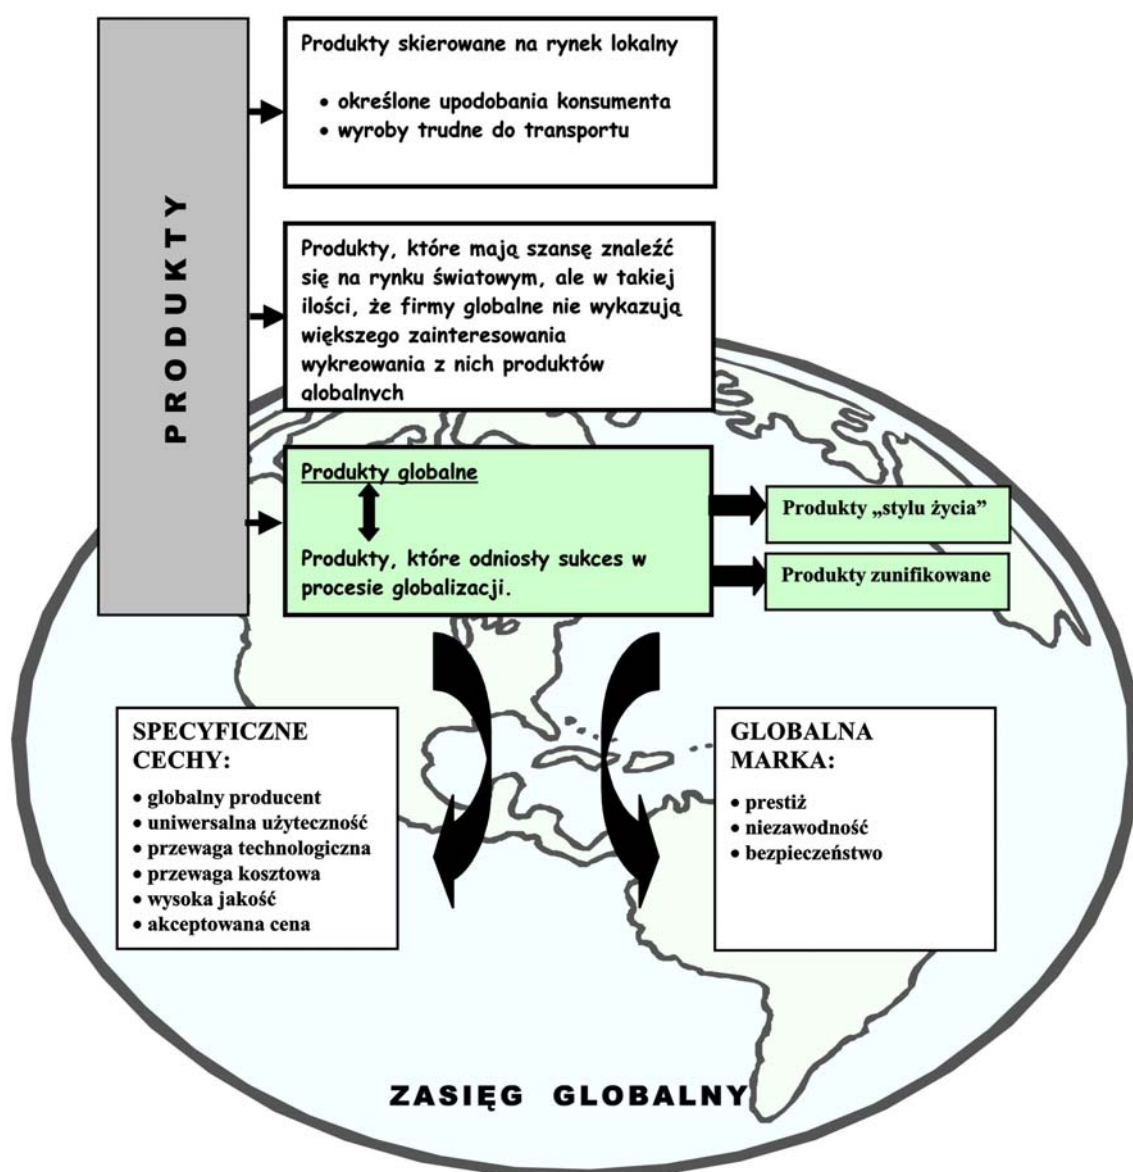 PRODUKTY
Produkty skierowane na rynek lokalny
• określone upodobania konsumenta
• wyroby trudne do transportu
Produkty, które mają szansę znaleźć
się na rynku światowym, ale w takiej
ilości, że firmy globalne nie wykazują
większego zainteresowania
wykreowania z nich produktów
globalnych
Produkty globalne
Produkty, które odniosły sukces w
procesie globalizacji.
Produkty „stylu życia”
Produkty zunifikowane
SPECYFICZNE
CECHY:
• globalny producent
• uniwersalna użyteczność
• przewaga technologiczna
• przewaga kosztowa
• wysoka jakość
• akceptowana cena
GLOBALNA
MARKA:
• prestiż
• niezawodność
• bezpieczeństwo
ZASIĘG GLOBALNY